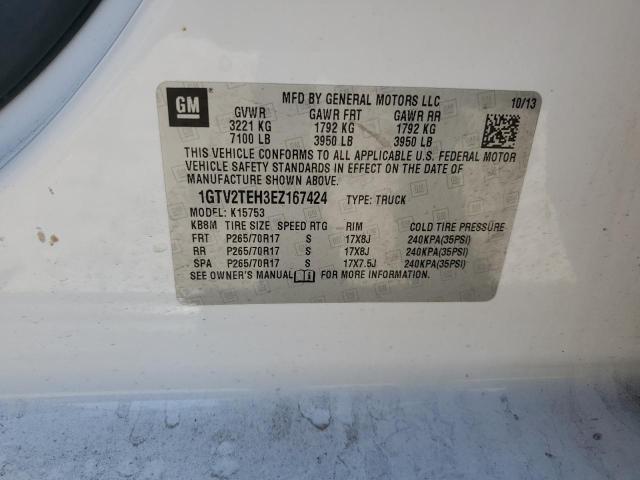 GM
MFD BY GENERAL MOTORS LLC 10/13
GVWR GAWR FRT GAWR RR
3221 KG 1792 KG 1792 KG
7100 LB 3950 LB 3950 LB
THIS VEHICLE CONFORMS TO ALL APPLICABLE U.S. FEDERAL MOTOR
VEHICLE SAFETY STANDARDS IN EFFECT ON THE DATE OF
MANUFACTURE SHOWN ABOVE.
1GTV2TEH3EZ167424 TYPE: TRUCK
MODEL: K15753
KB8M TIRE SIZE SPEED RTG RIM COLD TIRE PRESSURE
FRT P265/70R17 S 17X8J 240KPA(35PSI)
RR P265/70R17 S 17X8J 240KPA(35PSI)
SPA P265/70R17 S 17X7.5J 240KPA(35PSI)
SEE OWNER'S MANUAL FOR MORE INFORMATION.